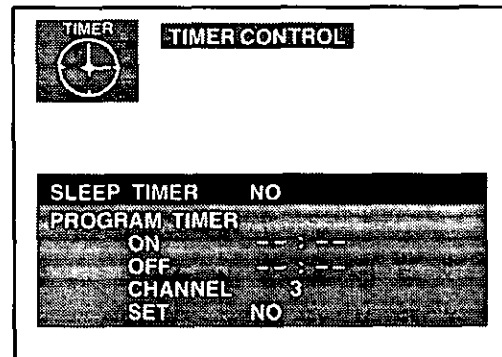 TIMER
TIMER CONTROL
SLEEP TIMER NO
PROGRAM TIMER
ON -- : --
OFF -- : --
CHANNEL 3
SET NO